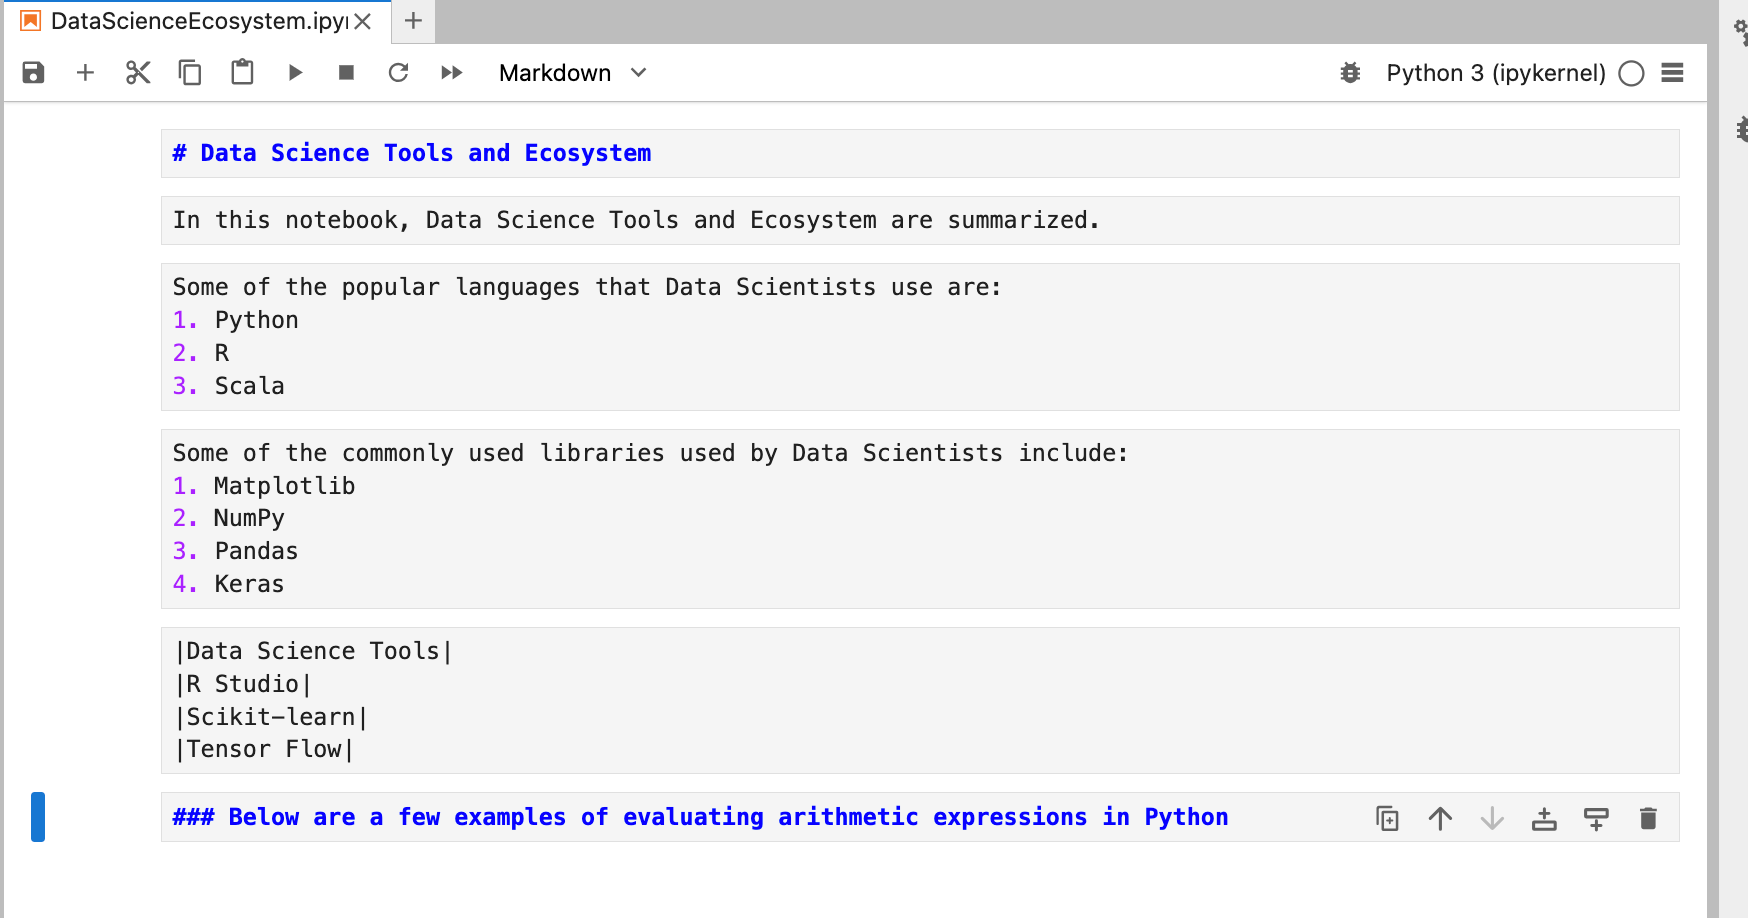 DataScienceEcosystem.ipy
Markdown
Python 3 (ipykernel)
# Data Science Tools and Ecosystem
In this notebook, Data Science Tools and Ecosystem are summarized.
Some of the popular languages that Data Scientists use are:
1. Python
2. R
3. Scala
Some of the commonly used libraries used by Data Scientists include:
1. Matplotlib
2. NumPy
3. Pandas
4. Keras
|Data Science Tools|
|R Studio|
|Scikit-learn|
|Tensor Flow|
### Below are a few examples of evaluating arithmetic expressions in Python